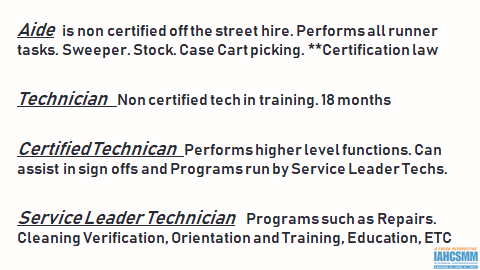 Aide is non certified off the street hire. Performs all runner
tasks. Sweeper. Stock. Case Cart picking. **Certification law
Technician Non certified tech in training. 18 months
Certified Technican Performs higher level functions. Can
assist in sign offs and Programs run by Service Leader Techs.
Service Leader Technician Programs such as Repairs.
Cleaning Verification, Orientation and Training, Education, ETC
A FRESH PERSPECTIVE
IAHCSMM